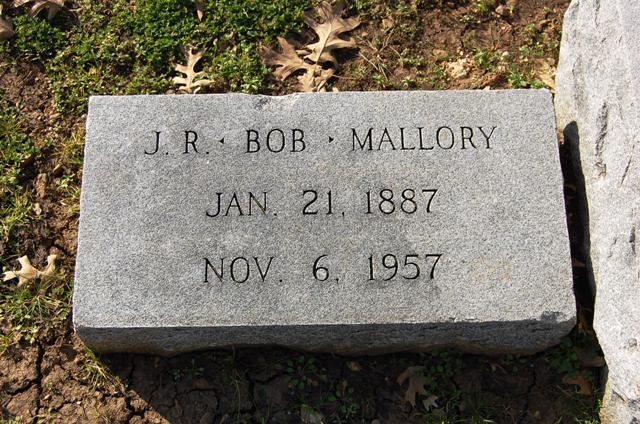 J. R. · BOB · MALLORY
JAN. 21, 1887
NOV. 6, 1957